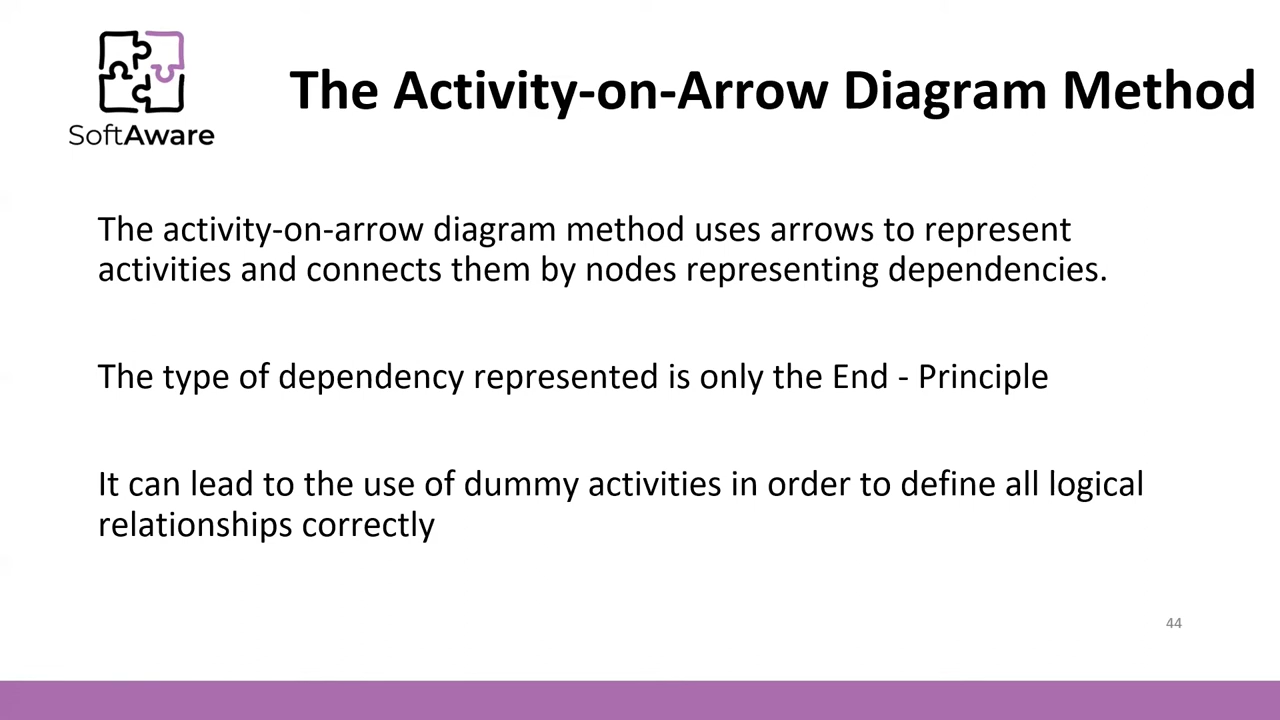 SoftAware
The Activity-on-Arrow Diagram Method
The activity-on-arrow diagram method uses arrows to represent
activities and connects them by nodes representing dependencies.
The type of dependency represented is only the End - Principle
It can lead to the use of dummy activities in order to define all logical
relationships correctly
44